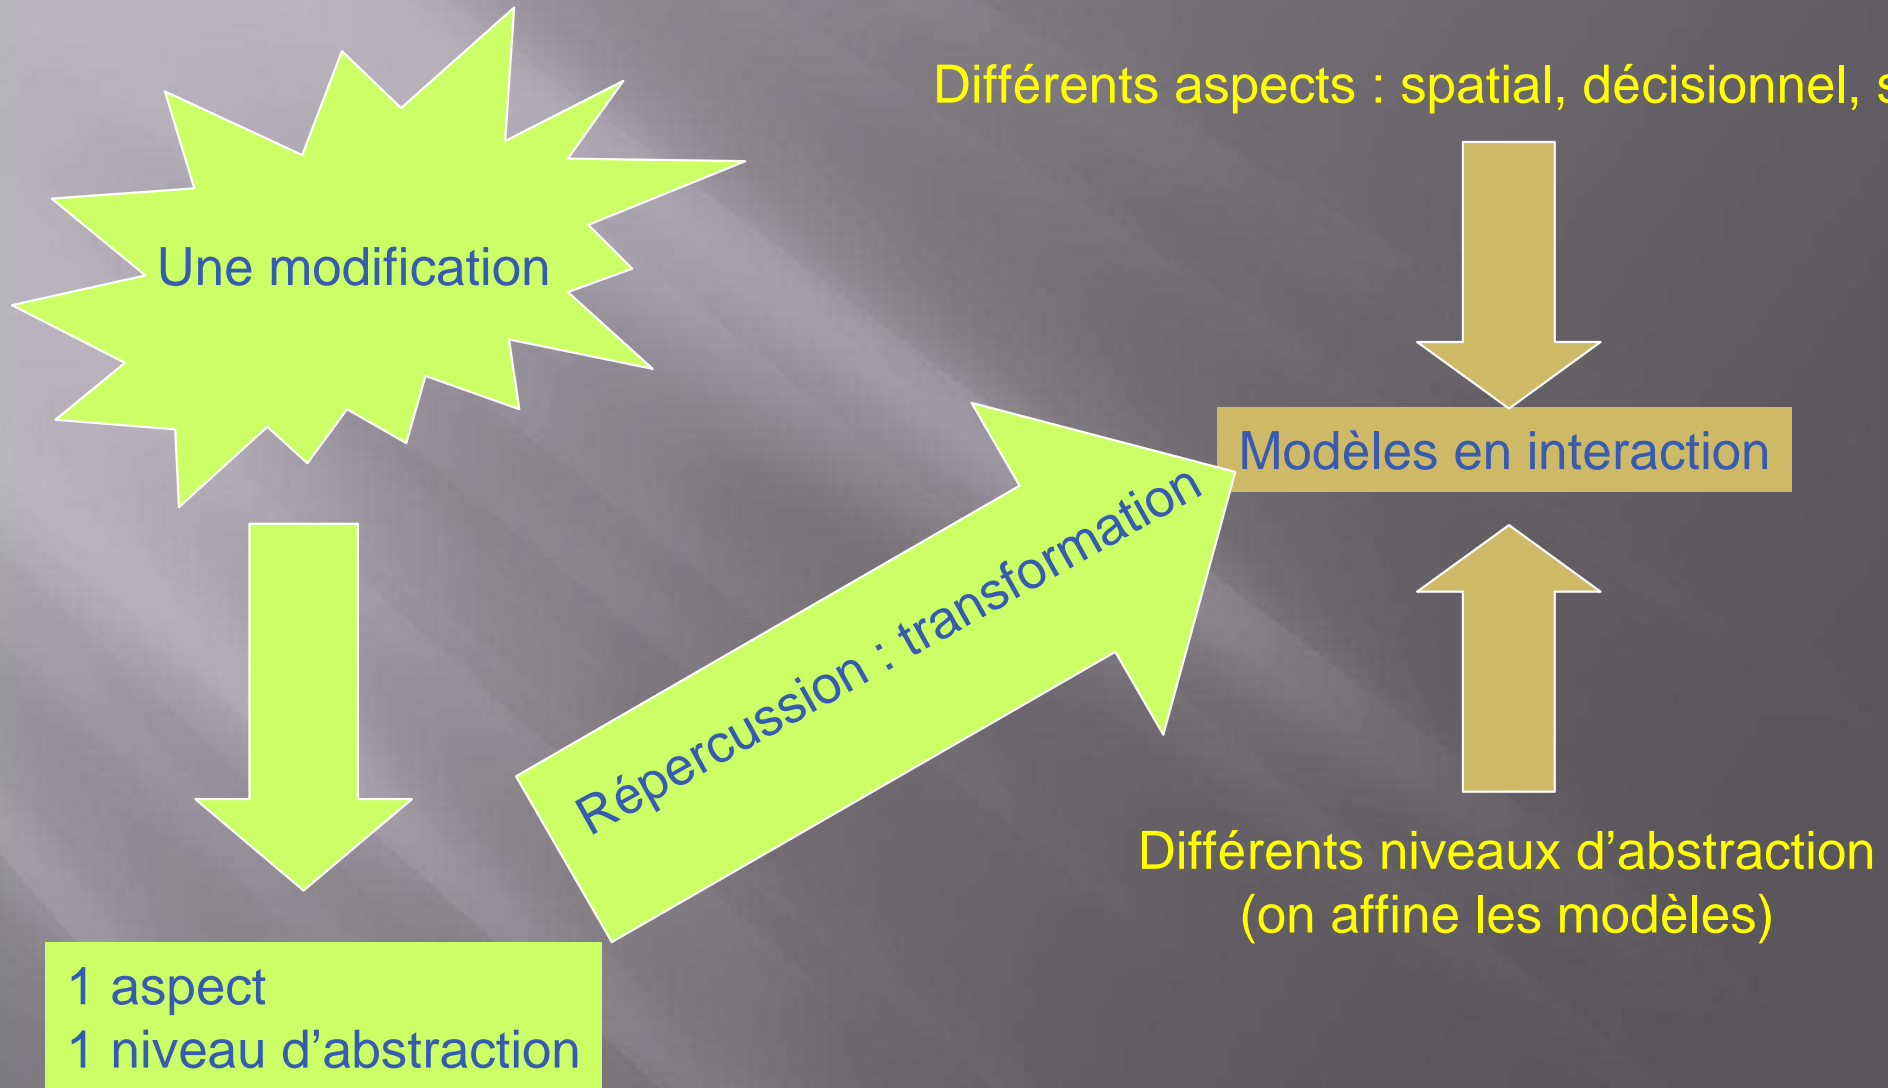 Différents aspects : spatial, décisionnel,
Une modification
Modèles en interaction
Répercussion : transformation
Différents niveaux d’abstraction
(on affine les modèles)
1 aspect
1 niveau d’abstraction